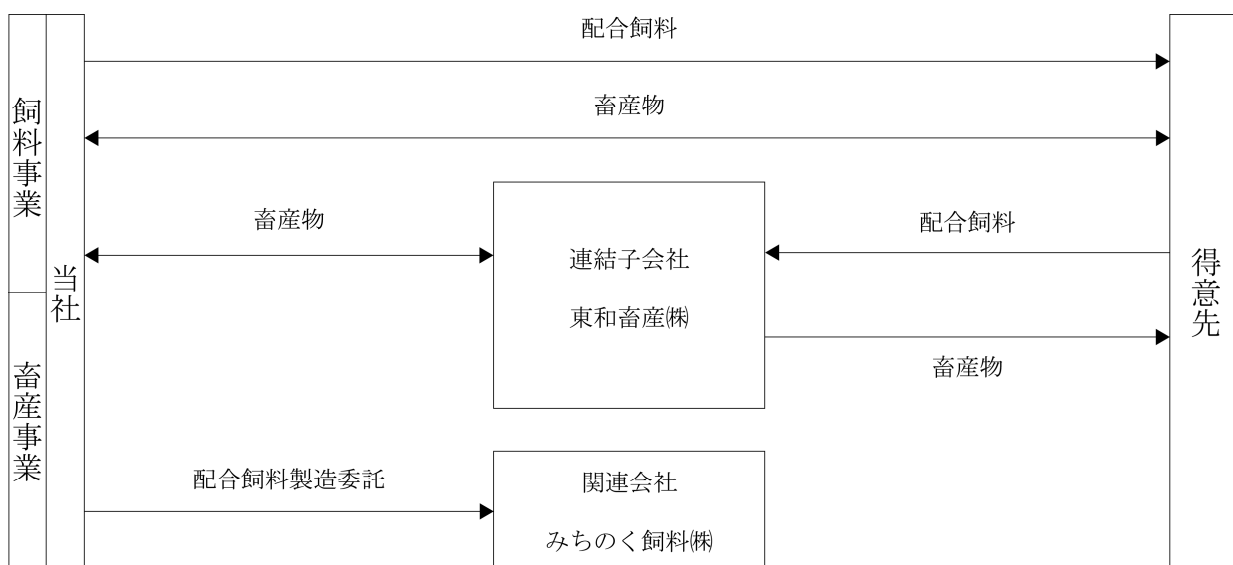 配合飼料
畜産物
飼料事業
畜産物
配合飼料
連結子会社
東和畜産㈱
当社
得意先
畜産物
畜産事業
配合飼料製造委託
関連会社
みちのく飼料㈱